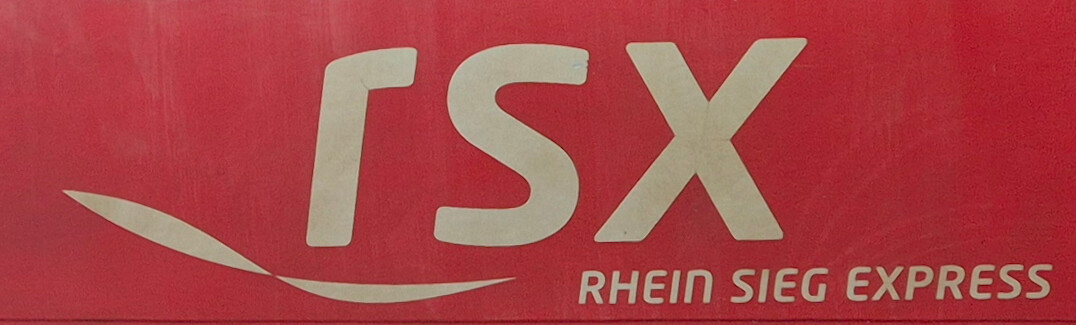 rsx
RHEIN SIEG EXPRESS